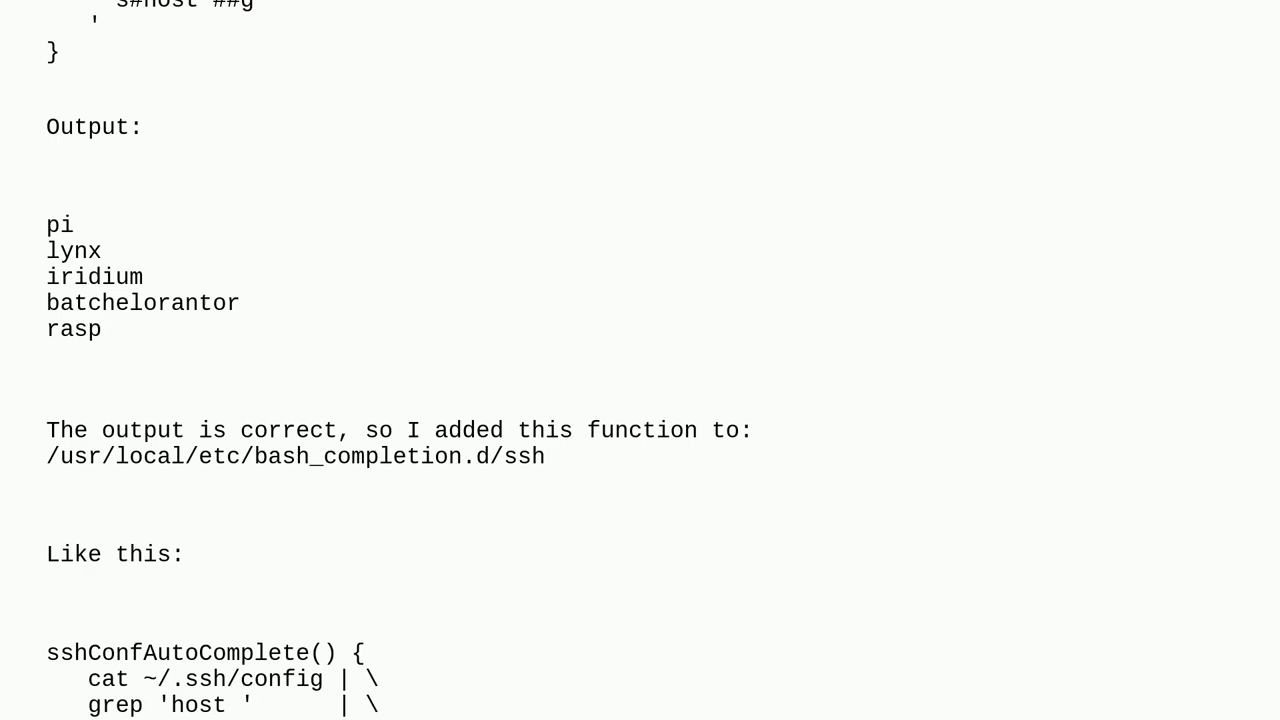 s#host ##g
'
}
Output:
pi
lynx
iridium
batchelorantor
rasp
The output is correct, so I added this function to:
/usr/local/etc/bash_completion.d/ssh
Like this:
sshConfAutoComplete() {
   cat ~/.ssh/config | \
   grep 'host '      | \